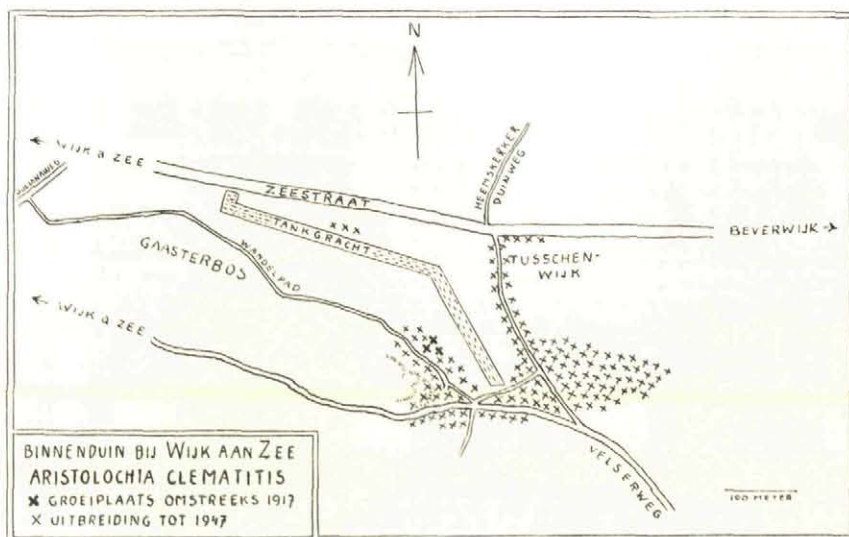 N
← WIJK a ZEE
JULIANAWEG
ZEESTRAAT
HEEMSKERKER
DUINWEG
BEVERWIJK →
TANKGRACHT
TUSSCHEN-
WIJK
GAASTERBOS
WANDELPAD
← WIJK a ZEE
VELSERWEG
100 METER
BINNENDUIN BIJ WIJK AAN ZEE
ARISTOLOCHIA CLEMATITIS
X GROEIPLAATS OMSTREEKS 1917
X UITBREIDING TOT 1947